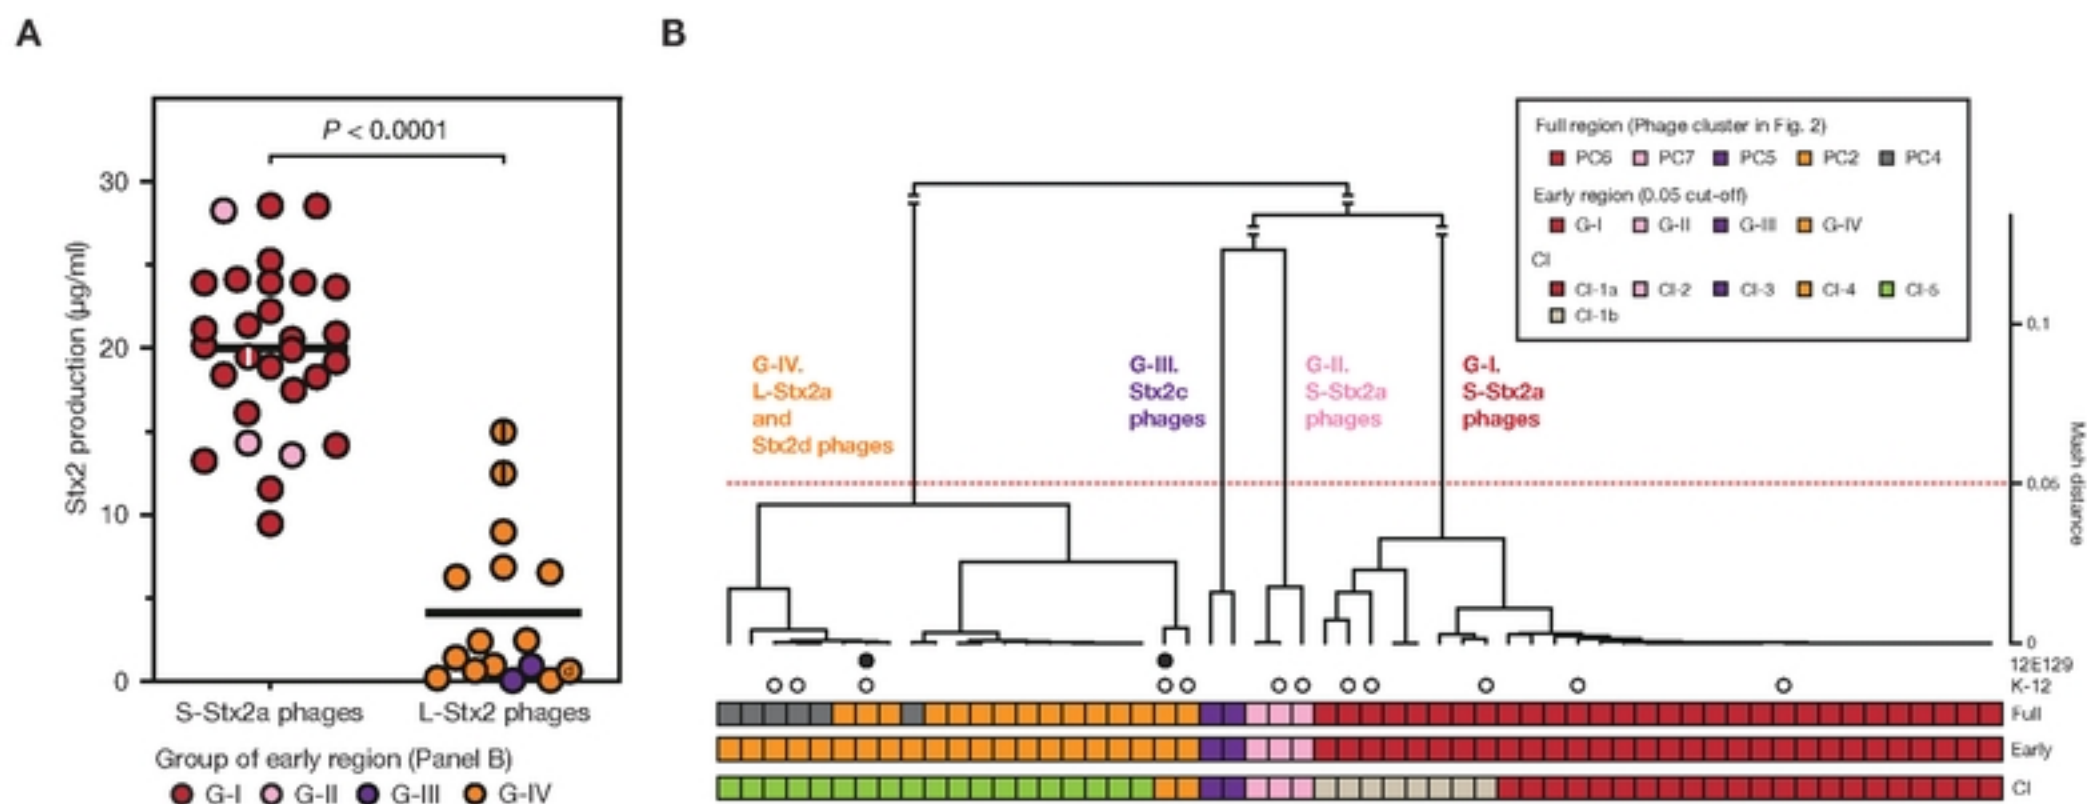 A
P < 0.0001
30
20
10
0
Stx2 production (µg/ml)
S-Stx2a phages
L-Stx2 phages
d
Group of early region (Panel B)
G-I G-II G-III G-IV
B
Full region (Phage cluster in Fig. 2)
PC6 PC7 PC5 PC2 PC4
Early region (0.05 cut-off)
G-I G-II G-III G-IV
CI
CI-1a CI-2 CI-3 CI-4 CI-5
CI-1b
G-IV.
L-Stx2a
and
Stx2d phages
G-III.
Stx2c
phages
G-II.
S-Stx2a
phages
G-I.
S-Stx2a
phages
0.1
0.05
0
Mash distance
12E129
K-12
Full
Early
CI